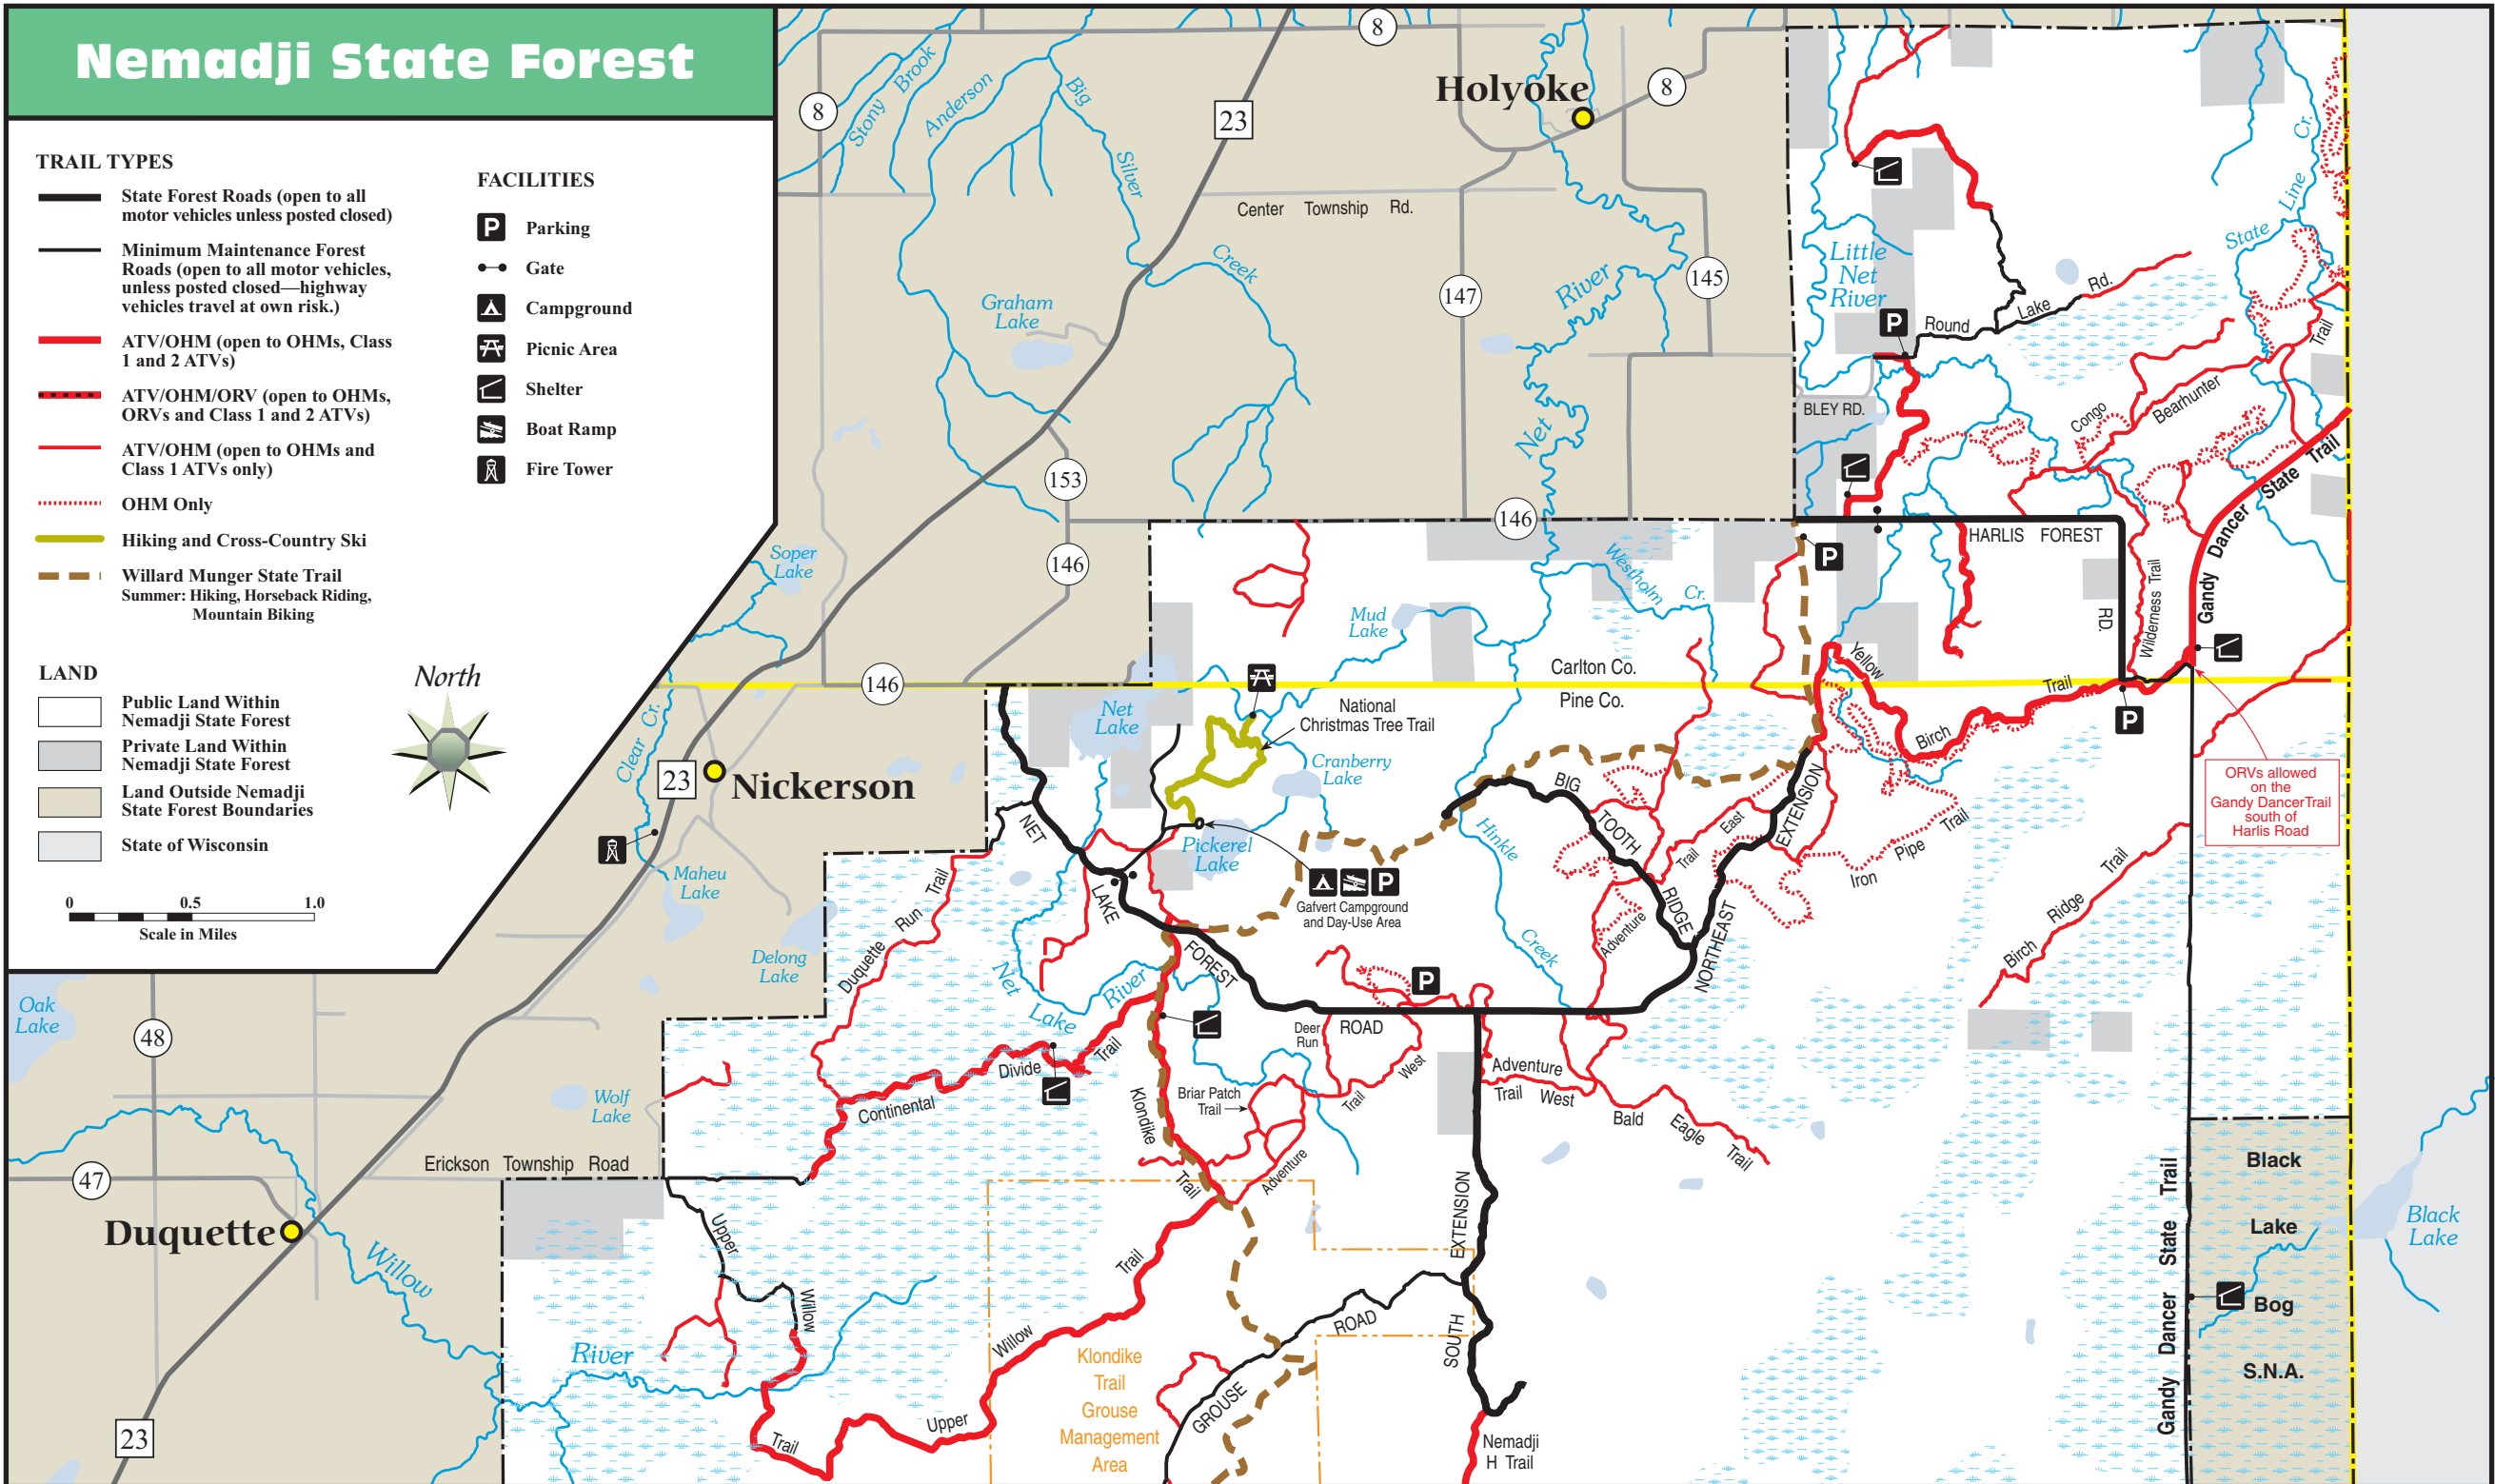 Nemadji State Forest
TRAIL TYPES
State Forest Roads (open to all
motor vehicles unless posted closed)
Minimum Maintenance Forest
Roads (open to all motor vehicles,
unless posted closed—highway
vehicles travel at own risk.)
ATV/OHM (open to OHMs, Class
1 and 2 ATVs)
ATV/OHM/ORV (open to OHMs,
ORVs and Class 1 and 2 ATVs)
ATV/OHM (open to OHMs and
Class 1 ATVs only)
OHM Only
Hiking and Cross-Country Ski
Willard Munger State Trail
Summer: Hiking, Horseback Riding,
Mountain Biking
FACILITIES
P Parking
Gate
Campground
Picnic Area
Shelter
Boat Ramp
Fire Tower
LAND
Public Land Within
Nemadji State Forest
Private Land Within
Nemadji State Forest
Land Outside Nemadji
State Forest Boundaries
State of Wisconsin
North
0 0.5 1.0
Scale in Miles
8
8
8
23
Holyoke
Stony Brook
Anderson
Big Silver Creek
Center Township Rd.
Graham
Lake
147
145
Net River
Little
Net
River
State Line Cr.
P
Round Lake Rd.
BLEY RD.
Congo
Bearhunter Trail
Gandy Dancer State Trail
153
146
146
HARLIS FOREST RD.
P
Wilderness Trail
Soper
Lake
Mud
Lake
Westholm Cr.
Carlton Co.
Pine Co.
146
Yellow Birch Trail
P
Clear Cr.
23
Nickerson
Net
Lake
National
Christmas Tree Trail
Cranberry
Lake
ORVs allowed
on the
Gandy DancerTrail
south of
Harlis Road
BIG TOOTH RIDGE
NORTHEAST EXTENSION
East
Trail
Adventure
Iron Pipe Trail
Birch Ridge Trail
NET LAKE FOREST ROAD
Pickerel
Lake
P
Gafvert Campground
and Day-Use Area
Hinkle Creek
Maheu
Lake
Delong
Lake
Duquette Run Trail
Net Lake River
P
Deer
Run
West
Trail
Adventure
Briar Patch
Trail
Adventure
Trail West
Bald Eagle Trail
Continental Divide Trail
Klondike Trail
Oak
Lake
48
Wolf
Lake
Erickson Township Road
47
Duquette
Willow River
23
Upper Willow Trail
Upper Willow Trail
Klondike
Trail
Grouse
Management
Area
GROUSE ROAD
SOUTH EXTENSION
Nemadji
H Trail
Gandy Dancer State Trail
Black
Lake
Bog
S.N.A.
Black
Lake